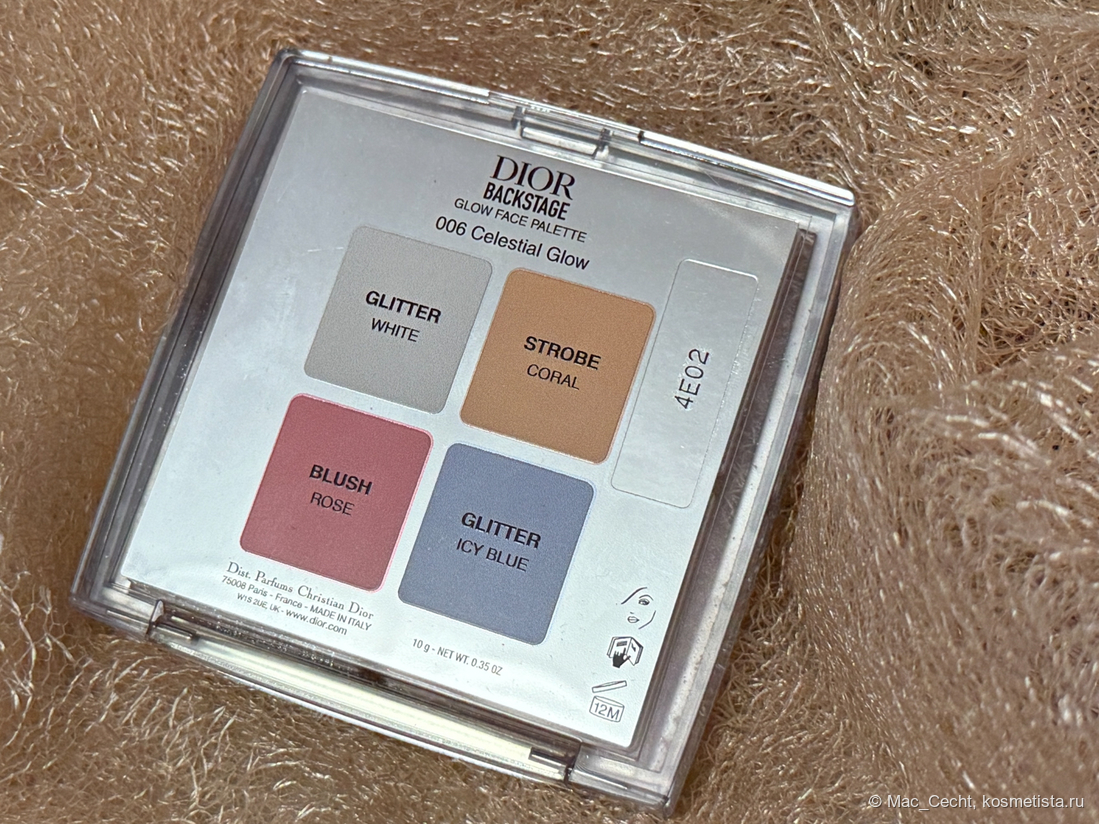 DIOR
BACKSTAGE
GLOW FACE PALETTE
006 Celestial Glow
GLITTER
WHITE
STROBE
CORAL
4E02
BLUSH
ROSE
GLITTER
ICY BLUE
Dist. Parfums Christian Dior
75008 Paris - France - MADE IN ITALY
W1S 2UE, UK - www.dior.com
10 g - NET WT. 0.35 OZ
12M
© Mac_Cecht, kosmetista.ru